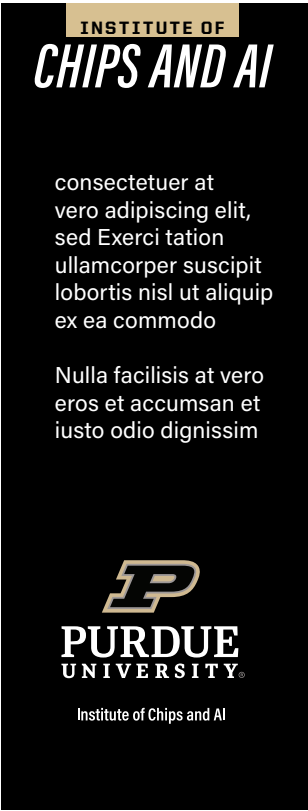 INSTITUTE OF
CHIPS AND AI
consectetuer at
vero adipiscing elit,
sed Exerci tation
ullamcorper suscipit
lobortis nisl ut aliquip
ex ea commodo
Nulla facilisis at vero
eros et accumsan et
iusto odio dignissim
P
PURDUE
UNIVERSITY®
Institute of Chips and AI